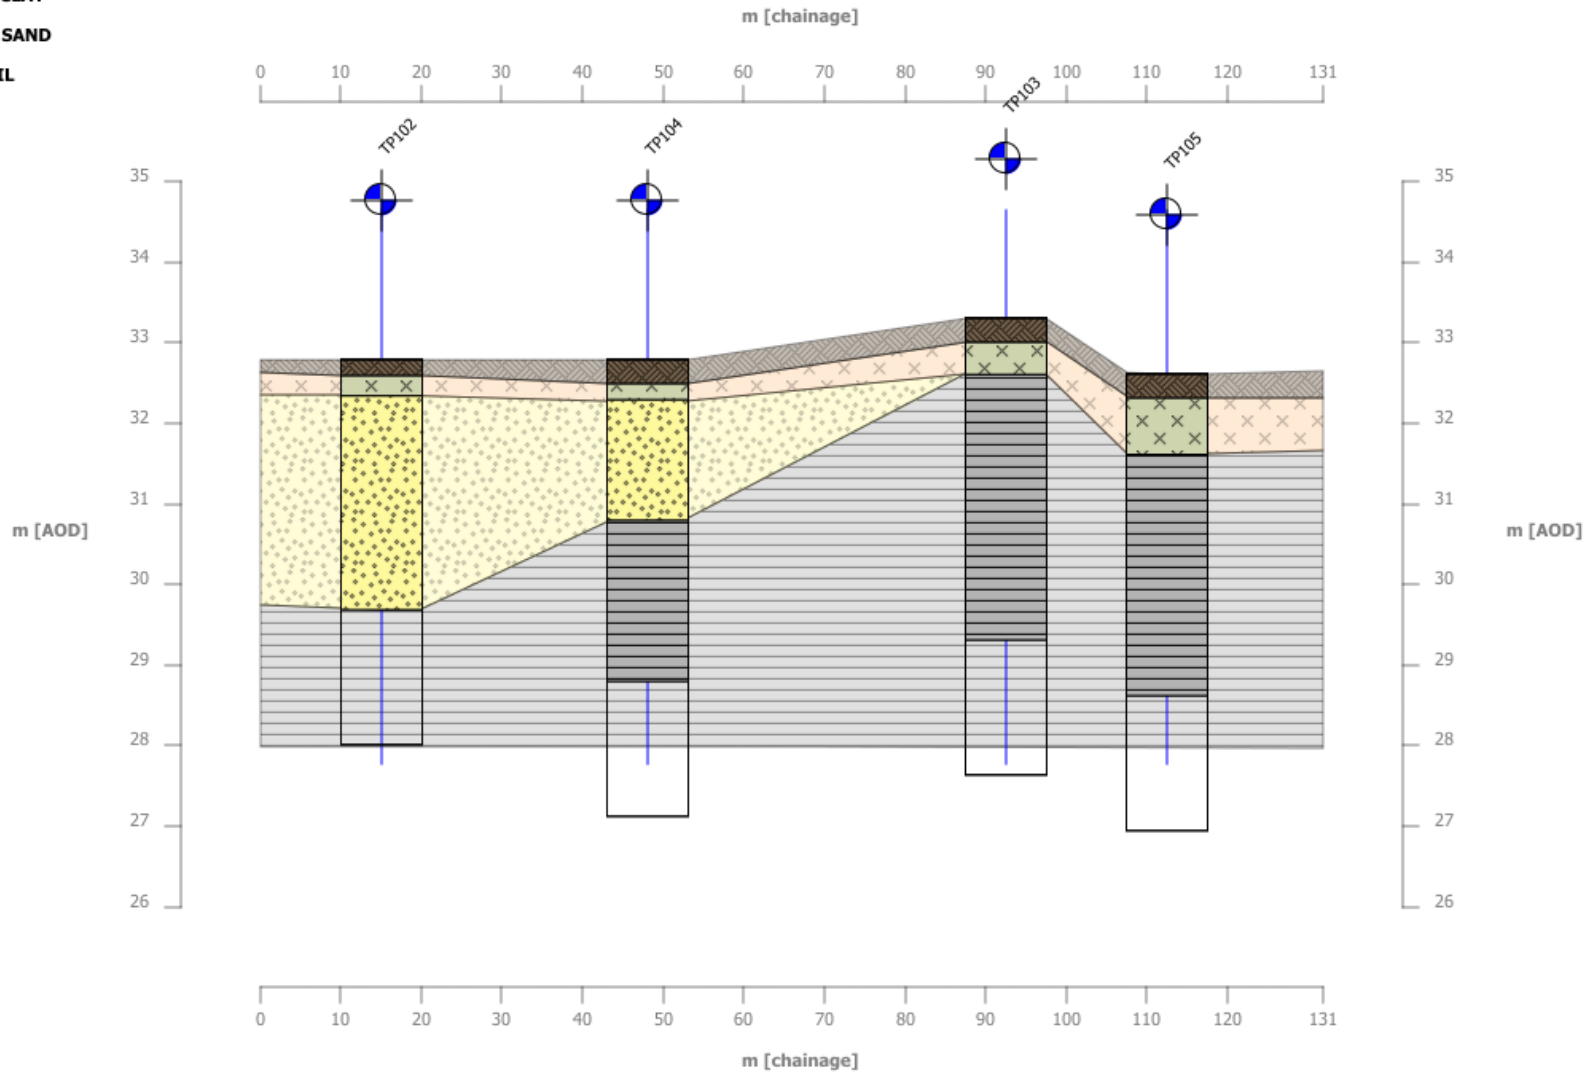 SAND
m [chainage]
0 10 20 30 40 50 60 70 80 90 100 110 120 131
TP102
TP104
TP103
TP105
35 35
34 34
33 33
32 32
31 31
m [AOD] m [AOD]
30 30
29 29
28 28
27 27
26 26
0 10 20 30 40 50 60 70 80 90 100 110 120 131
m [chainage]